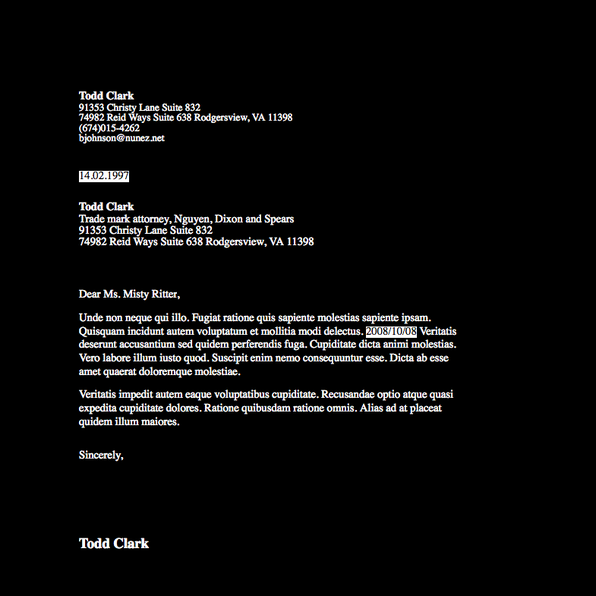 Todd Clark
91353 Christy Lane Suite 832
74982 Reid Ways Suite 638 Rodgersview, VA 11398
(674)015-4262
bjohnson@nunez.net
14.02.1997
Todd Clark
Trade mark attorney, Nguyen, Dixon and Spears
91353 Christy Lane Suite 832
74982 Reid Ways Suite 638 Rodgersview, VA 11398
Dear Ms. Misty Ritter,
Unde non neque qui illo. Fugiat ratione quis sapiente molestias sapiente ipsam.
Quisquam incidunt autem voluptatum et mollitia modi delectus. 2008/10/08 Veritatis
deserunt accusantium sed quidem perferendis fuga. Cupiditate dicta animi molestias.
Vero labore illum iusto quod. Suscipit enim nemo consequuntur esse. Dicta ab esse
amet quaerat doloremque molestiae.
Veritatis impedit autem eaque voluptatibus cupiditate. Recusandae optio atque quasi
expedita cupiditate dolores. Ratione quibusdam ratione omnis. Alias ad at placeat
quidem illum maiores.
Sincerely,
Todd Clark